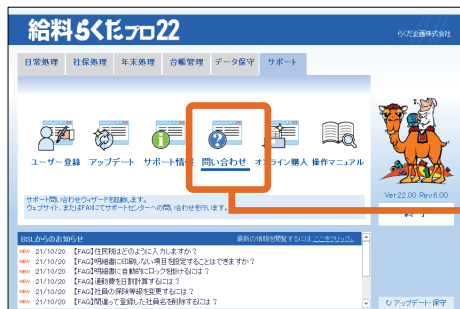 給料らくだプロ22
らくだ企画株式会社
日常処理 社保処理 年末処理 台帳管理 データ保守 サポート
ユーザー登録 アップデート サポート情報 問い合わせ オンライン購入 操作マニュアル
サポート問い合わせウィザードを起動します。
ウェブサイト、またはFAXにてサポートセンターへの問い合わせを行います。
Ver22.00 Rev6.00
終了
BSLからのお知らせ 最新の情報を閲覧するには ここをクリック。
NEW 21/10/20 【FAQ】住民税はどのように入力しますか？
NEW 21/10/20 【FAQ】明細書に印刷しない項目を設定することはできますか？
NEW 21/10/20 【FAQ】明細書に自動的にロックを掛けるには？
NEW 21/10/20 【FAQ】通勤費を日割計算するには？
NEW 21/10/20 【FAQ】社員の保険等級を変更するには？
NEW 21/10/20 【FAQ】間違って登録した社員名を削除するには？
アップデート・保守